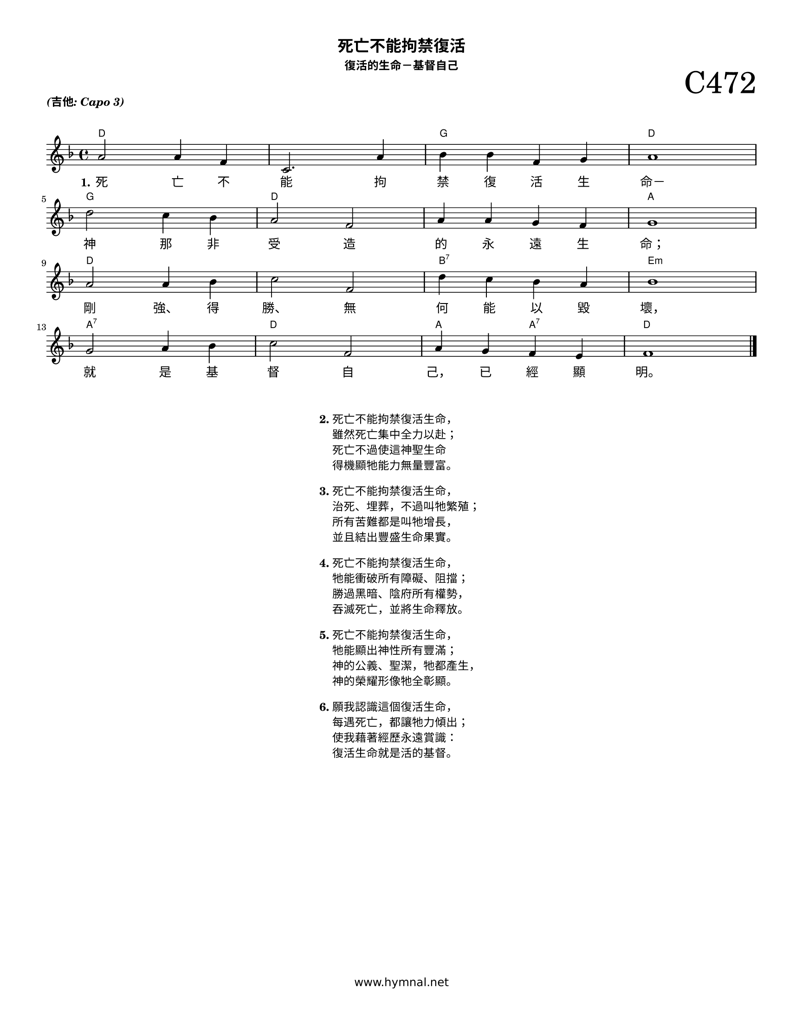 死亡不能拘禁復活
復活的生命－基督自己
C472
(吉他: Capo 3)
D G D
1. 死 亡 不 能 拘 禁 復 活 生 命－
5 G D A
神 那 非 受 造 的 永 遠 生 命；
9 D B7 Em
剛 強、 得 勝、 無 何 能 以 毀 壞，
13 A7 D A A7 D
就 是 基 督 自 己， 已 經 顯 明。
2. 死亡不能拘禁復活生命，
雖然死亡集中全力以赴；
死亡不過使這神聖生命
得機顯牠能力無量豐富。
3. 死亡不能拘禁復活生命，
治死、埋葬，不過叫牠繁殖；
所有苦難都是叫牠增長，
並且結出豐盛生命果實。
4. 死亡不能拘禁復活生命，
牠能衝破所有障礙、阻擋；
勝過黑暗、陰府所有權勢，
吞滅死亡，並將生命釋放。
5. 死亡不能拘禁復活生命，
牠能顯出神性所有豐滿；
神的公義、聖潔，牠都產生，
神的榮耀形像牠全彰顯。
6. 願我認識這個復活生命，
每遇死亡，都讓牠力傾出；
使我藉著經歷永遠賞識：
復活生命就是活的基督。
www.hymnal.net